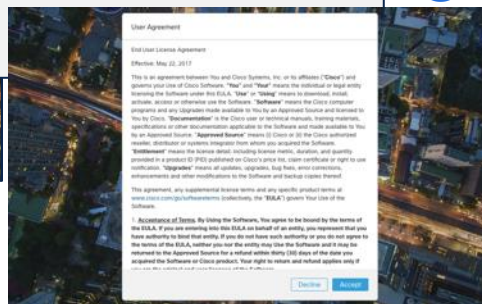 User Agreement
End User License Agreement
Effective: May 22, 2017
This is an agreement between You and Cisco Systems, Inc. or its affiliates ("Cisco") and
governs your Use of Cisco Software. "You" and "Your" means the individual or legal entity
licensing the Software under this EULA. "Use" or "Using" means to download, install,
activate, access or otherwise use the Software. "Software" means the Cisco computer
programs and any Upgrades made available to You by an Approved Source and licensed to
You by Cisco. "Documentation" is the Cisco user or technical manuals, training materials,
specifications or other documentation applicable to the Software and made available to You
by an Approved Source. "Approved Source" means (i) Cisco or (ii) the Cisco authorized
reseller, distributor or systems integrator from whom you acquired the Software.
"Entitlement" means the license detail, including license metric, duration, and quantity
provided in a product ID (PID) published on Cisco's price list, claim certificate or right to use
notification. "Upgrades" means all updates, upgrades, bug fixes, error corrections,
enhancements and other modifications to the Software and backup copies thereof.
This agreement, any supplemental license terms and any specific product terms at
www.cisco.com/go/softwareterms (collectively, the "EULA") govern Your Use of the
Software.
1. Acceptance of Terms. By Using the Software, You agree to be bound by the terms of
the EULA. If you are entering into this EULA on behalf of an entity, you represent that you
have authority to bind that entity. If you do not have such authority or you do not agree to
the terms of the EULA, neither you nor the entity may Use the Software and it may be
returned to the Approved Source for a refund within thirty (30) days of the date you
acquired the Software or Cisco product. Your right to return and refund applies only if
you are the original end user licensee of the Software.
Decline Accept